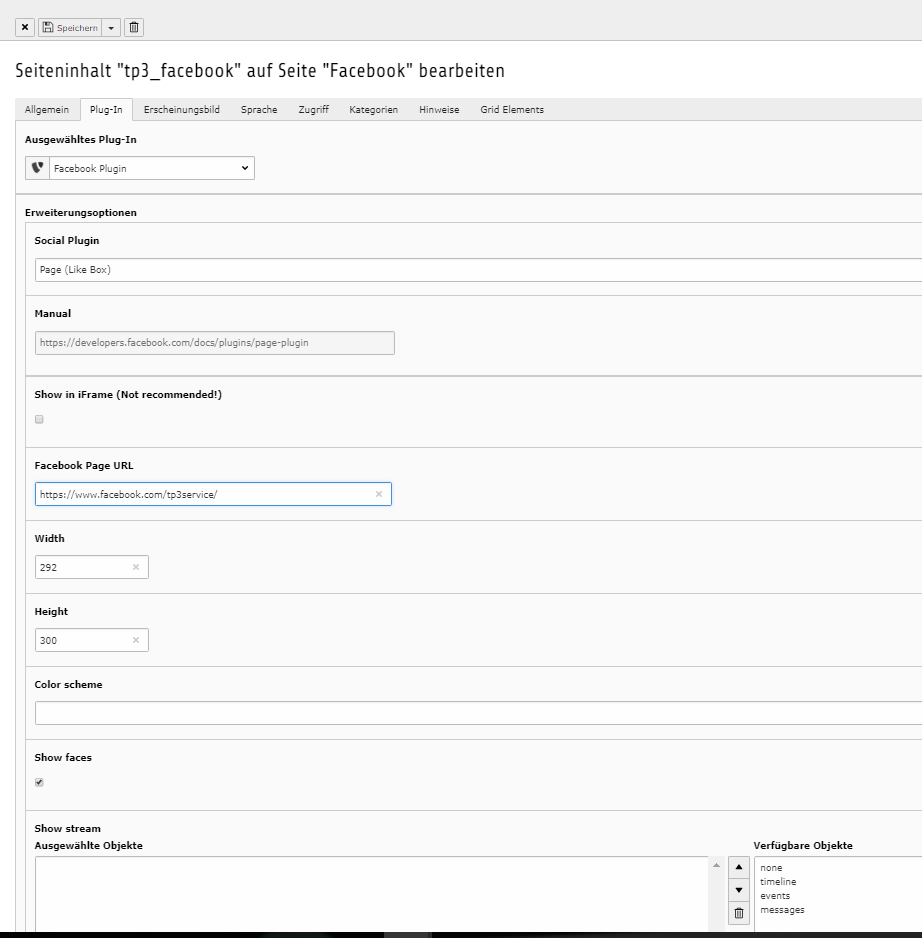 Speichern
Seiteninhalt "tp3_facebook" auf Seite "Facebook" bearbeiten
Allgemein Plug-In Erscheinungsbild Sprache Zugriff Kategorien Hinweise Grid Elements
Ausgewähltes Plug-In
Facebook Plugin
Erweiterungsoptionen
Social Plugin
Page (Like Box)
Manual
https://developers.facebook.com/docs/plugins/page-plugin
Show in iFrame (Not recommended!)
Facebook Page URL
https://www.facebook.com/tp3service/
Width
292
Height
300
Color scheme
Show faces
Show stream
Ausgewählte Objekte Verfügbare Objekte
none
timeline
events
messages